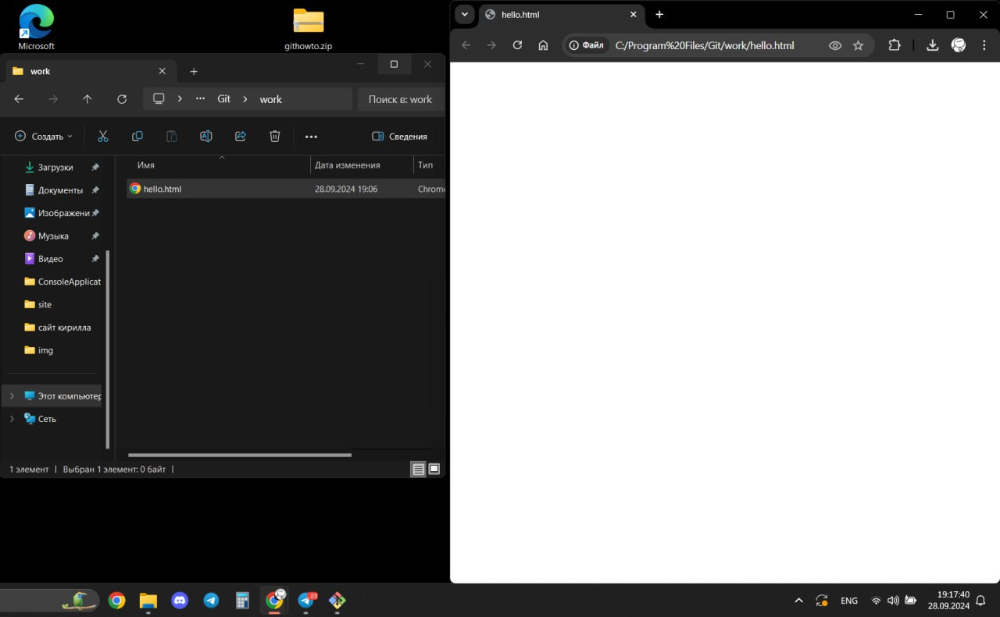 Microsoft
githowto.zip
work
Git
work
Поиск в: work
Создать
Сведения
Имя
Дата изменения
Тип
hello.html
28.09.2024 19:06
Chrome
Загрузки
Документы
Изображени
Музыка
Видео
ConsoleApplicat
site
сайт кирилла
img
Этот компьютер
Сеть
1 элемент
Выбран 1 элемент: 0 байт
hello.html
Файл
C:/Program%20Files/Git/work/hello.html
03
ENG
19:17:40
28.09.2024